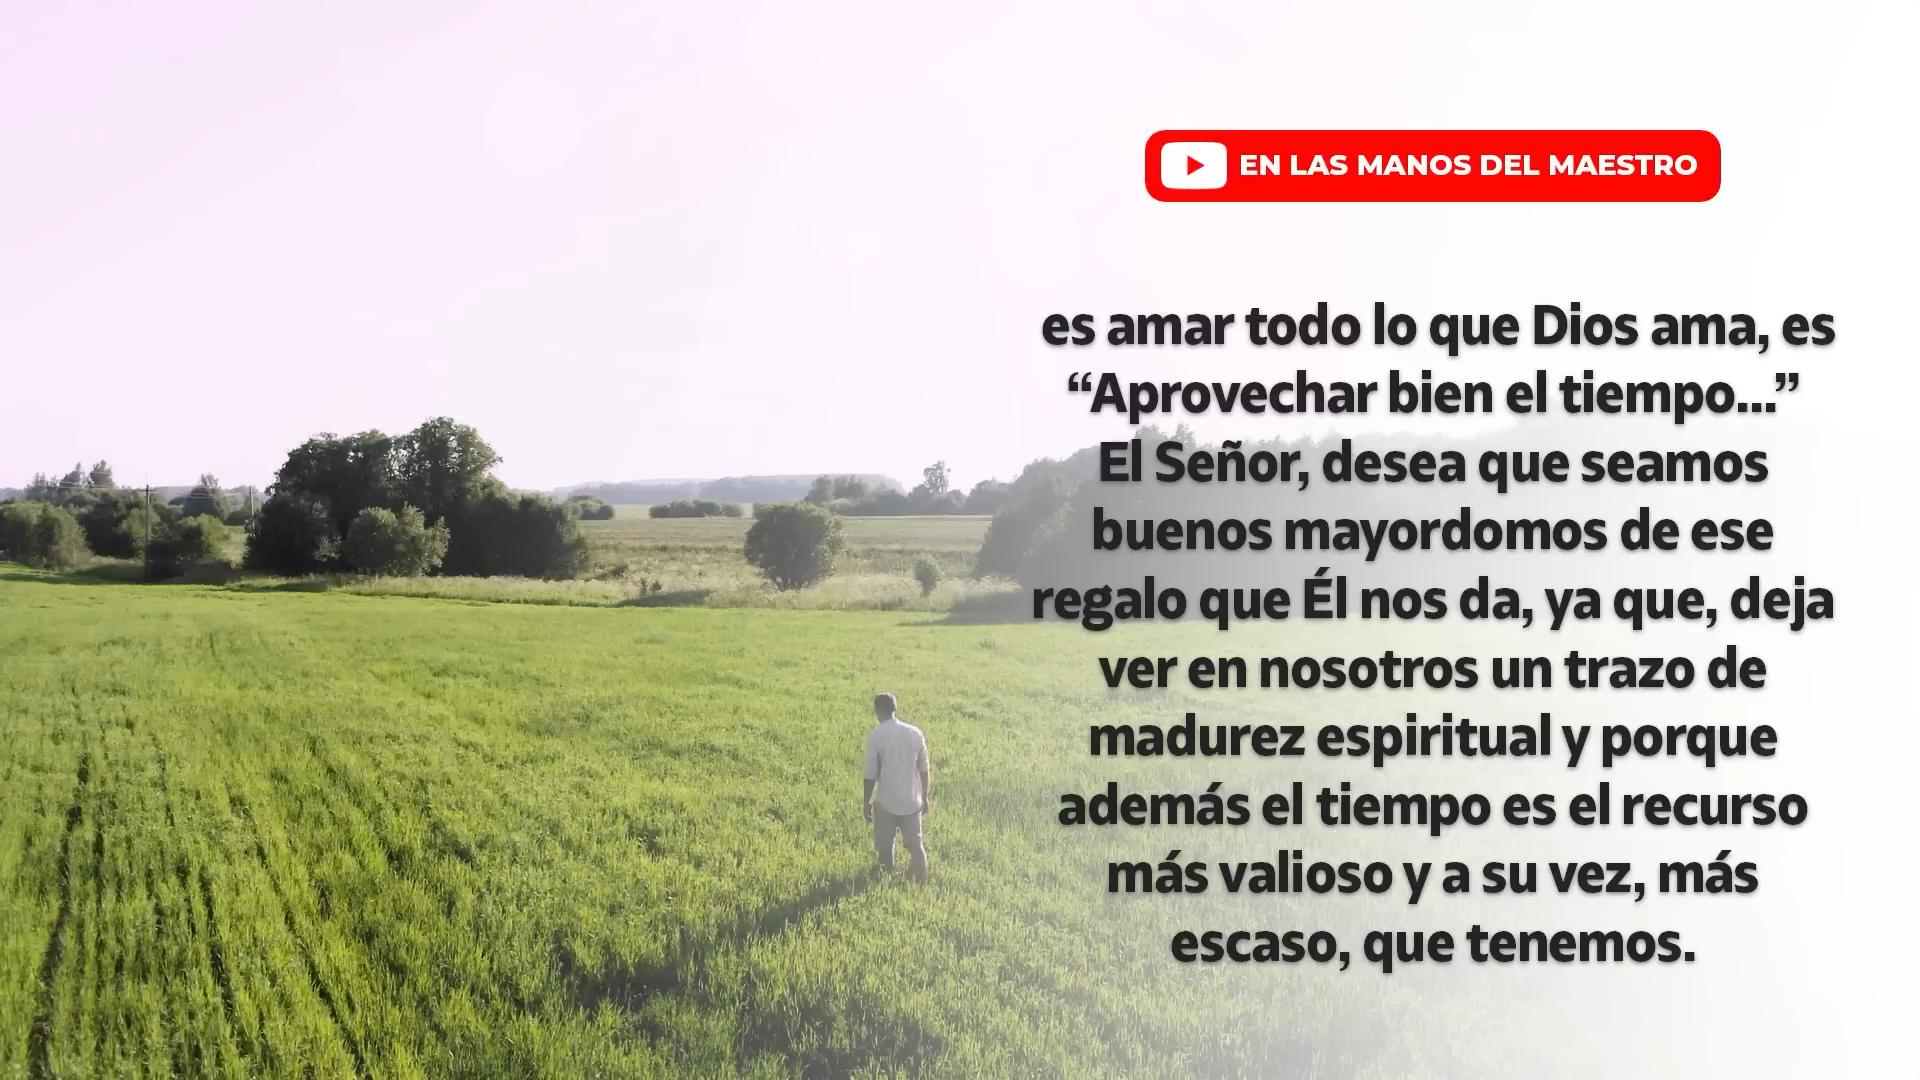 EN LAS MANOS DEL MAESTRO
es amar todo lo que Dios ama, es
“Aprovechar bien el tiempo...”
El Señor, desea que seamos
buenos mayordomos de ese
regalo que Él nos da, ya que, deja
ver en nosotros un trazo de
madurez espiritual y porque
además el tiempo es el recurso
más valioso y a su vez, más
escaso, que tenemos.